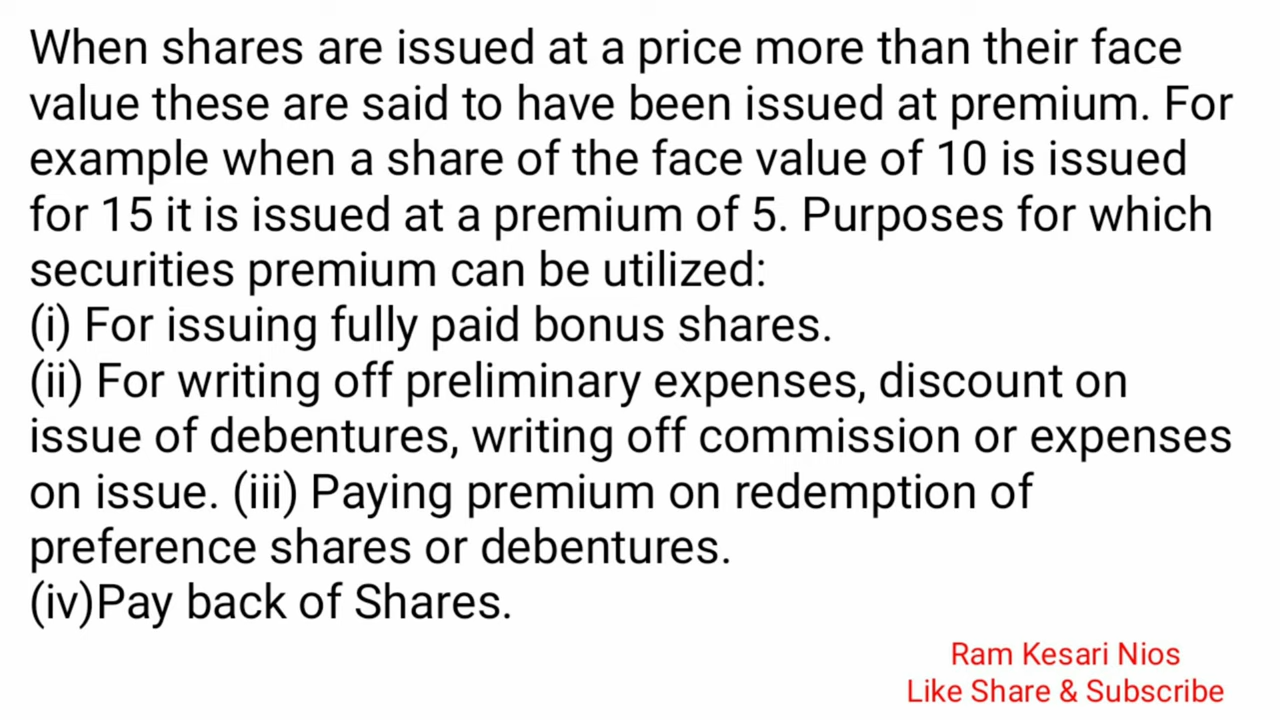 When shares are issued at a price more than their face
value these are said to have been issued at premium. For
example when a share of the face value of 10 is issued
for 15 it is issued at a premium of 5. Purposes for which
securities premium can be utilized:
(i) For issuing fully paid bonus shares.
(ii) For writing off preliminary expenses, discount on
issue of debentures, writing off commission or expenses
on issue. (iii) Paying premium on redemption of
preference shares or debentures.
(iv)Pay back of Shares.
Ram Kesari Nios
Like Share & Subscribe